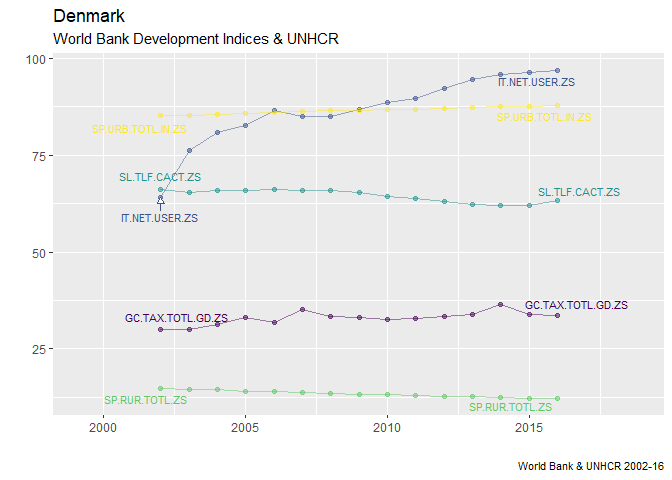 Denmark
World Bank Development Indices & UNHCR
100
IT.NET.USER.ZS
SP.URB.TOTL.IN.ZS
SP.URB.TOTL.IN.ZS
75
SL.TLF.CACT.ZS
SL.TLF.CACT.ZS
IT.NET.USER.ZS
50
GC.TAX.TOTL.GD.ZS
GC.TAX.TOTL.GD.ZS
25
SP.RUR.TOTL.ZS
SP.RUR.TOTL.ZS
2000
2005
2010
2015
World Bank & UNHCR 2002-16